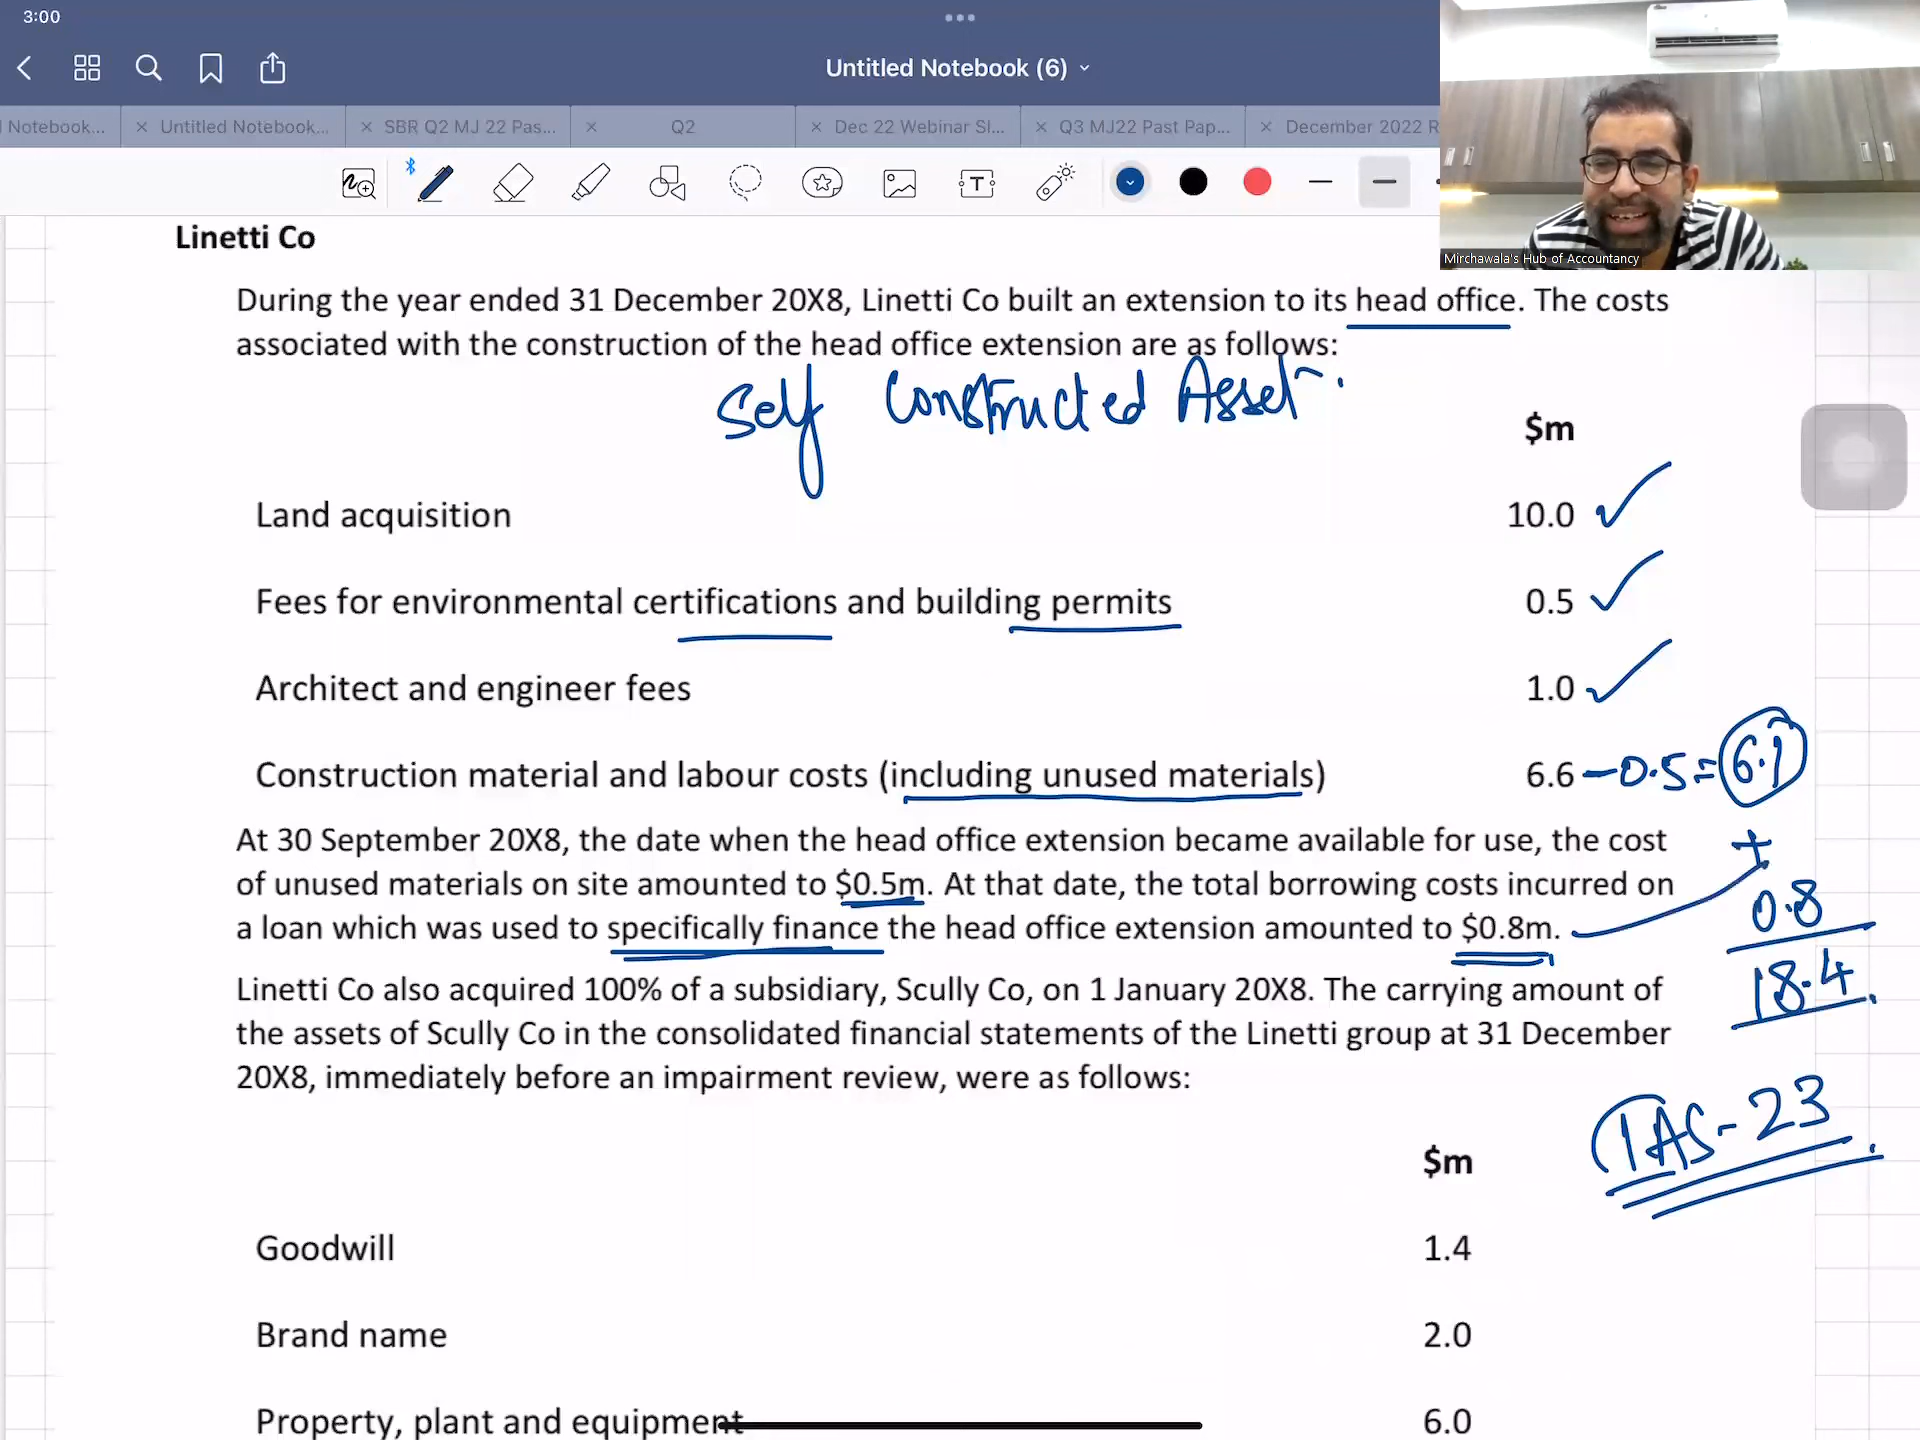 3:00
Untitled Notebook (6)
l Notebook...
Untitled Notebook...
SBR Q2 MJ 22 Pas...
Q2
Dec 22 Webinar Sl...
Q3 MJ22 Past Pap...
December 2022 R
T
Mirchawala's Hub of Accountancy
Linetti Co
During the year ended 31 December 20X8, Linetti Co built an extension to its head office. The costs
associated with the construction of the head office extension are as follows:
Self Constructed Asset.
$m
Land acquisition 10.0
Fees for environmental certifications and building permits 0.5
Architect and engineer fees 1.0
Construction material and labour costs (including unused materials) 6.6 - 0.5 = 6.1
At 30 September 20X8, the date when the head office extension became available for use, the cost
+
of unused materials on site amounted to $0.5m. At that date, the total borrowing costs incurred on
0.8
a loan which was used to specifically finance the head office extension amounted to $0.8m.
18.4
Linetti Co also acquired 100% of a subsidiary, Scully Co, on 1 January 20X8. The carrying amount of
the assets of Scully Co in the consolidated financial statements of the Linetti group at 31 December
20X8, immediately before an impairment review, were as follows:
IAS-23
$m
Goodwill 1.4
Brand name 2.0
Property, plant and equipment 6.0